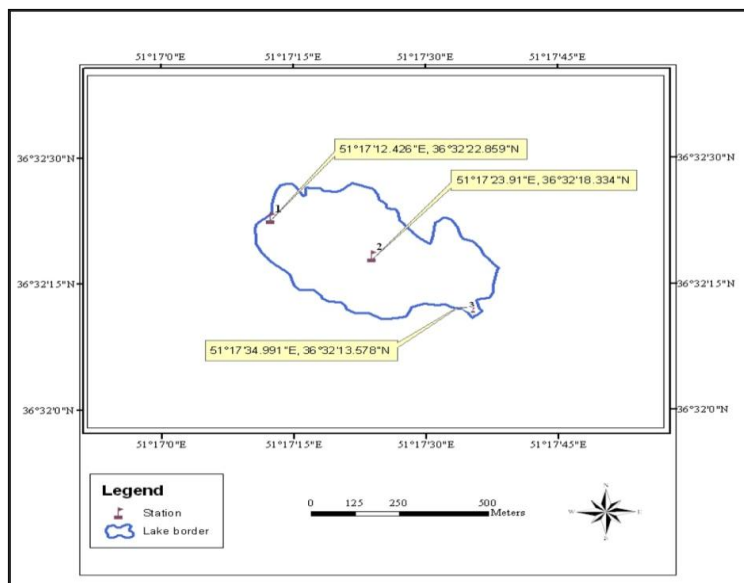 51°17'0"E 51°17'15"E 51°17'30"E 51°17'45"E
36°32'30"N 36°32'30"N
51°17'12.426"E, 36°32'22.859"N
51°17'23.91"E, 36°32'18.334"N
1
2
36°32'15"N 36°32'15"N
3
51°17'34.991"E, 36°32'13.578"N
36°32'0"N 36°32'0"N
51°17'0"E 51°17'15"E 51°17'30"E 51°17'45"E
Legend
Station
Lake border
0 125 250 500
Meters
N
W E
S